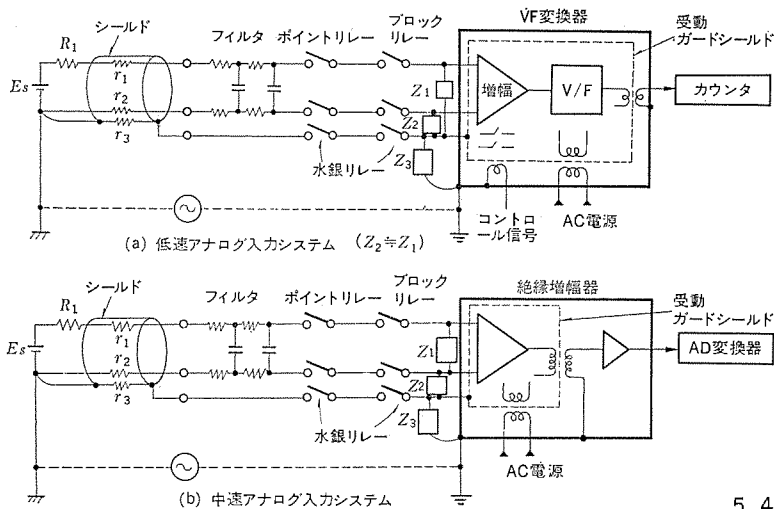 VF変換器
受動
ガードシールド
シールド
フィルタ
ポイントリレー
ブロック
リレー
R₁
r₁
r₂
r₃
Es
Z₁
Z₂
Z₃
増幅
V/F
カウンタ
水銀リレー
コントロ
ール信号
AC電源
(a) 低速アナログ入力システム (Z₂≒Z₁)
絶縁増幅器
受動
ガードシールド
シールド
フィルタ
ポイントリレー
ブロック
リレー
R₁
r₁
r₂
r₃
Es
Z₁
Z₂
Z₃
AD変換器
水銀リレー
AC電源
(b) 中速アナログ入力システム
5 4